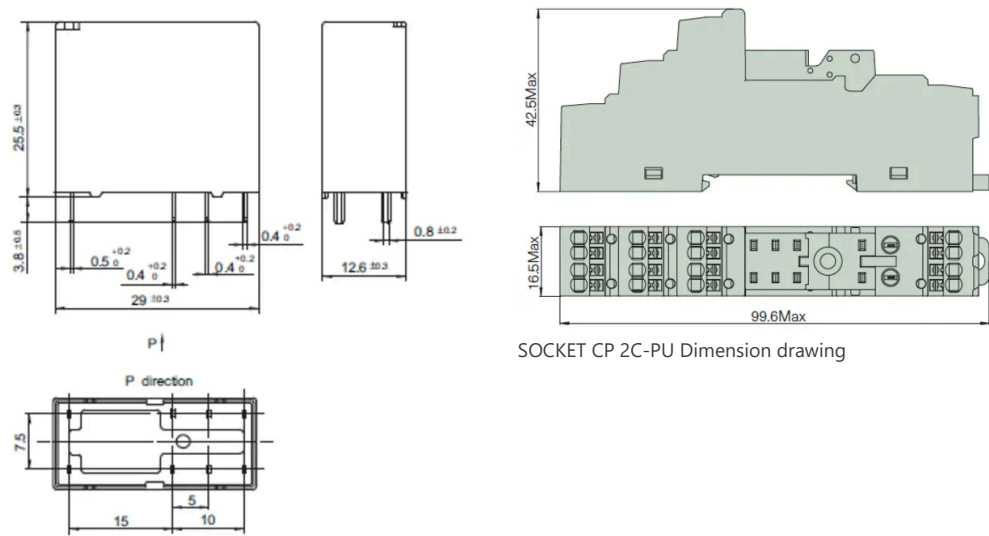 25.5 ±0.3
3.8 ±0.5
0.5 +0.2 0
0.4 +0.2 0
0.4 +0.2 0
0.4 +0.2 0
29 ±0.3
0.8 ±0.2
12.6 ±0.3
P
P direction
7.5
5
15
10
42.5Max
16.5Max
99.6Max
SOCKET CP 2C-PU Dimension drawing